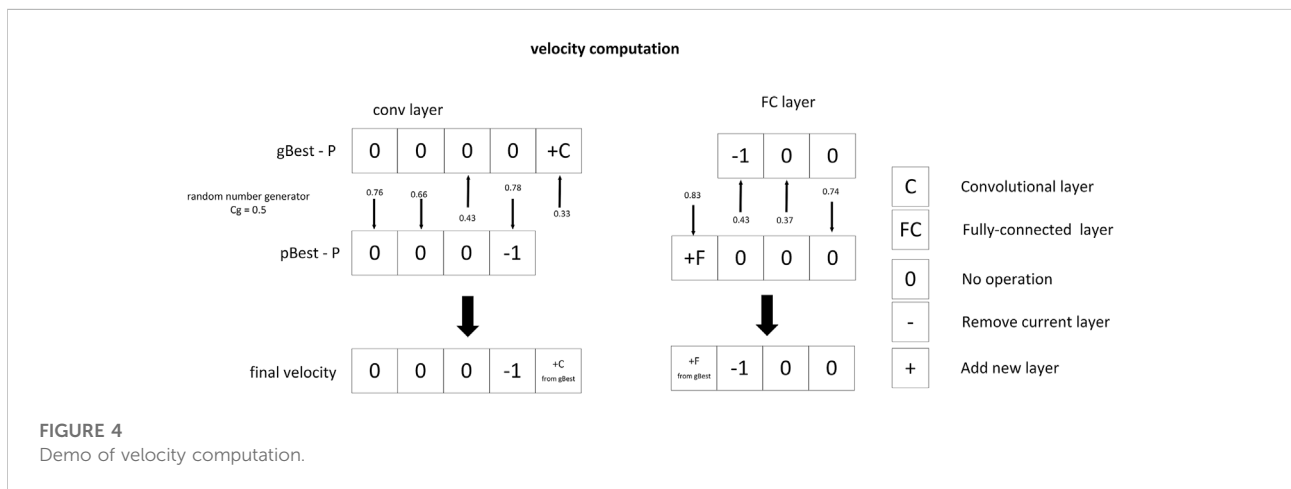 velocity computation
conv layer
FC layer
gBest - P 0 0 0 0 +C
-1 0 0
random number generator
Cg = 0.5
0.76 0.66 0.43 0.78 0.33
0.83 0.43 0.37 0.74
pBest - P 0 0 0 -1
+F 0 0 0
final velocity 0 0 0 -1 +C
from gBest
+F -1 0 0
from gBest
C Convolutional layer
FC Fully-connected layer
0 No operation
- Remove current layer
+ Add new layer
FIGURE 4
Demo of velocity computation.